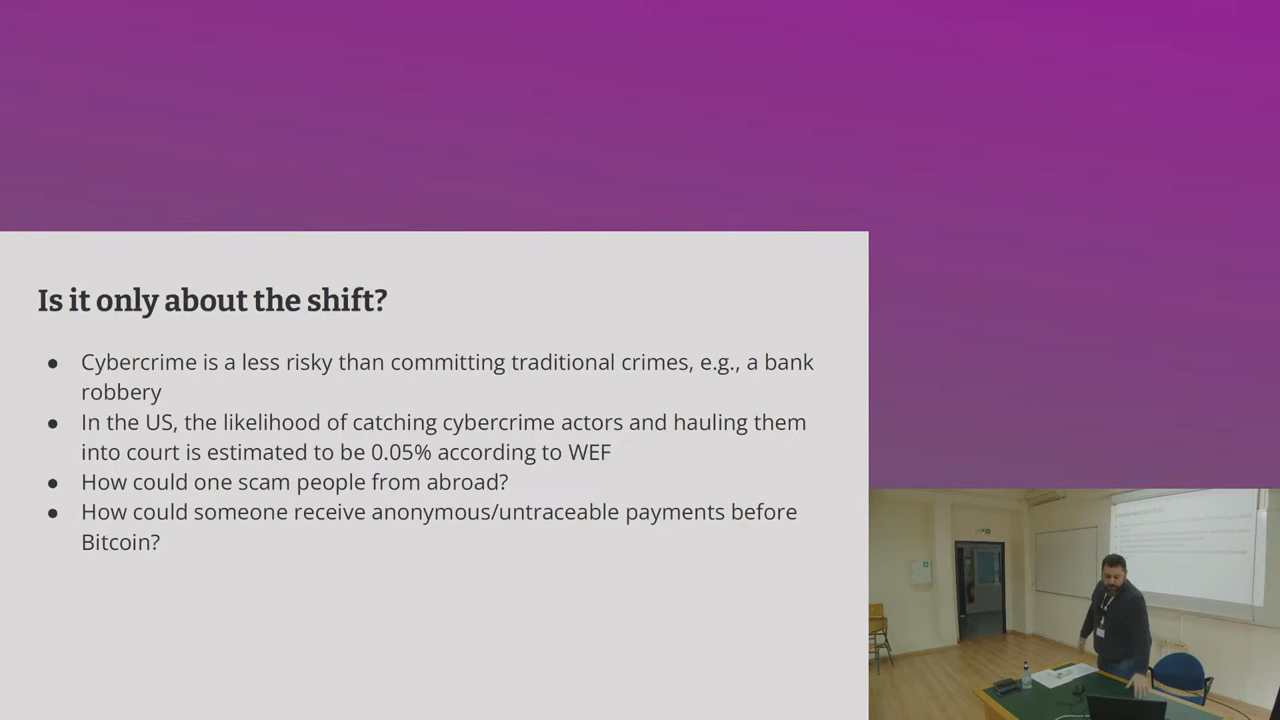 Is it only about the shift?
● Cybercrime is a less risky than committing traditional crimes, e.g., a bank
robbery
● In the US, the likelihood of catching cybercrime actors and hauling them
into court is estimated to be 0.05% according to WEF
● How could one scam people from abroad?
● How could someone receive anonymous/untraceable payments before
Bitcoin?